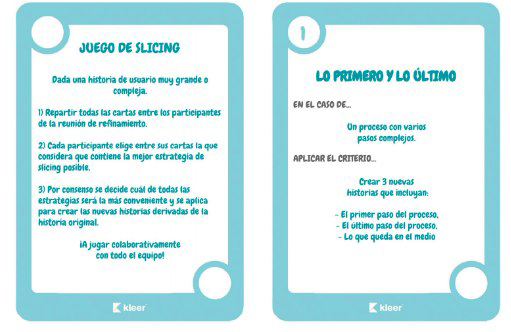 JUEGO DE SLICING
Dada una historia de usuario muy grande o
compleja.
1) Repartir todas las cartas entre los participantes
de la reunión de refinamiento.
2) Cada participante elige entre sus cartas la que
considera que contiene la mejor estrategia de
slicing posible.
3) Por consenso se decide cuál de todas las
estrategias será la más conveniente y se aplica
para crear las nuevas historias derivadas de la
historia original.
¡A jugar colaborativamente
con todo el equipo!
kleer
1
LO PRIMERO Y LO ÚLTIMO
EN EL CASO DE...
Un proceso con varios
pasos complejos.
APLICAR EL CRITERIO...
Crear 3 nuevas
historias que incluyan:
- El primer paso del proceso,
- El último paso del proceso,
- Lo que queda en el medio
kleer